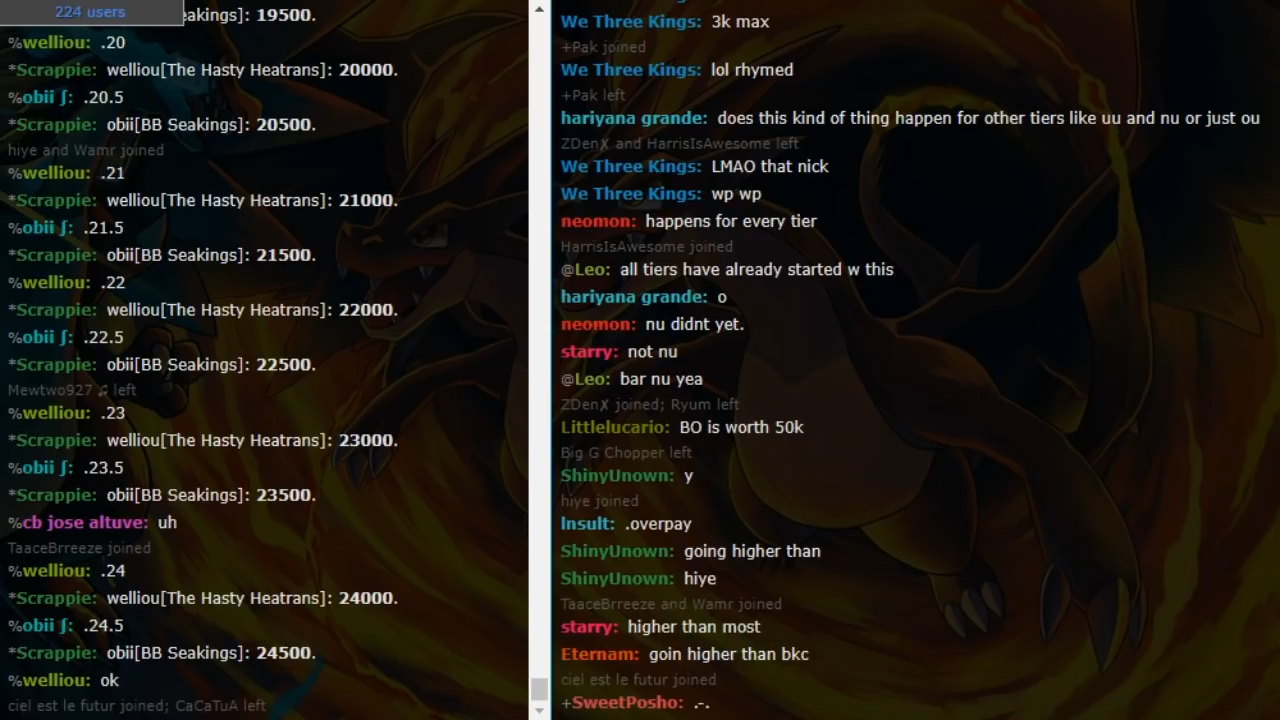 224 users
eakings]: 19500.
%welliou: .20
*Scrappie: welliou[The Hasty Heatrans]: 20000.
%obii ʃ: .20.5
*Scrappie: obii[BB Seakings]: 20500.
hiye and Wamr joined
%welliou: .21
*Scrappie: welliou[The Hasty Heatrans]: 21000.
%obii ʃ: .21.5
*Scrappie: obii[BB Seakings]: 21500.
%welliou: .22
*Scrappie: welliou[The Hasty Heatrans]: 22000.
%obii ʃ: .22.5
*Scrappie: obii[BB Seakings]: 22500.
Mewtwo927 ♫ left
%welliou: .23
*Scrappie: welliou[The Hasty Heatrans]: 23000.
%obii ʃ: .23.5
*Scrappie: obii[BB Seakings]: 23500.
%cb jose altuve: uh
TaaceBrreeze joined
%welliou: .24
*Scrappie: welliou[The Hasty Heatrans]: 24000.
%obii ʃ: .24.5
*Scrappie: obii[BB Seakings]: 24500.
%welliou: ok
ciel est le futur joined; CaCaTuA left
We Three Kings: 3k max
+Pak joined
We Three Kings: lol rhymed
+Pak left
hariyana grande: does this kind of thing happen for other tiers like uu and nu or just ou
ZDenX and HarrisIsAwesome left
We Three Kings: LMAO that nick
We Three Kings: wp wp
neomon: happens for every tier
HarrisIsAwesome joined
@Leo: all tiers have already started w this
hariyana grande: o
neomon: nu didnt yet.
starry: not nu
@Leo: bar nu yea
ZDenX joined; Ryum left
Littlelucario: BO is worth 50k
Big G Chopper left
ShinyUnown: y
hiye joined
lnsult: .overpay
ShinyUnown: going higher than
ShinyUnown: hiye
TaaceBrreeze and Wamr joined
starry: higher than most
Eternam: goin higher than bkc
ciel est le futur joined
+SweetPosho: .-.